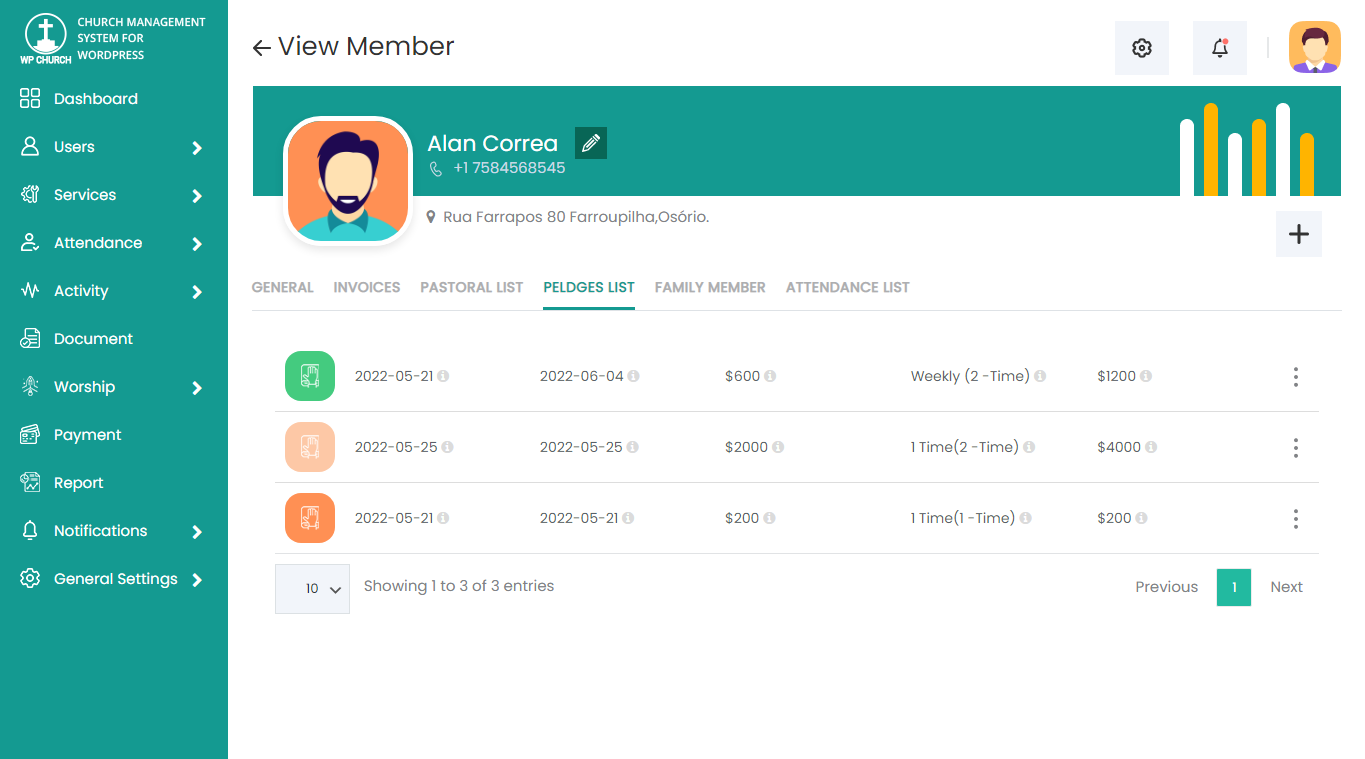 CHURCH MANAGEMENT
SYSTEM FOR
WORDPRESS
WP CHURCH
Dashboard
Users
Services
Attendance
Activity
Document
Worship
Payment
Report
Notifications
General Settings
View Member
Alan Correa
+1 7584568545
Rua Farrapos 80 Farroupilha,Osório.
GENERAL INVOICES PASTORAL LIST PELDGES LIST FAMILY MEMBER ATTENDANCE LIST
2022-05-21 2022-06-04 $600 Weekly (2 -Time) $1200
2022-05-25 2022-05-25 $2000 1 Time(2 -Time) $4000
2022-05-21 2022-05-21 $200 1 Time(1 -Time) $200
10 Showing 1 to 3 of 3 entries Previous 1 Next